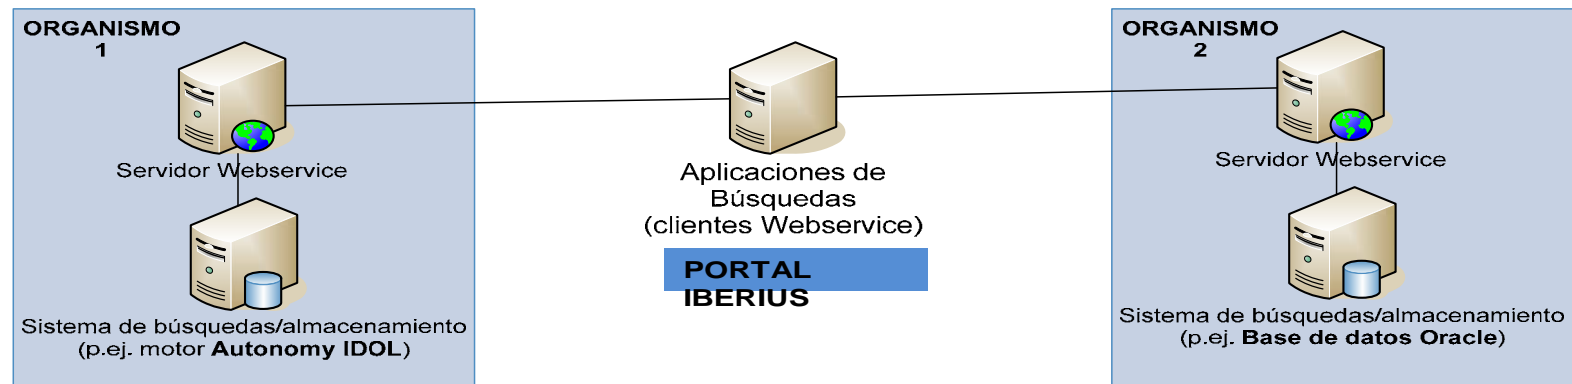 ORGANISMO
1
Servidor Webservice
Sistema de búsquedas/almacenamiento
(p.ej. motor Autonomy IDOL)
Aplicaciones de
Búsquedas
(clientes Webservice)
PORTAL
IBERIUS
ORGANISMO
2
Servidor Webservice
Sistema de búsquedas/almacenamiento
(p.ej. Base de datos Oracle)